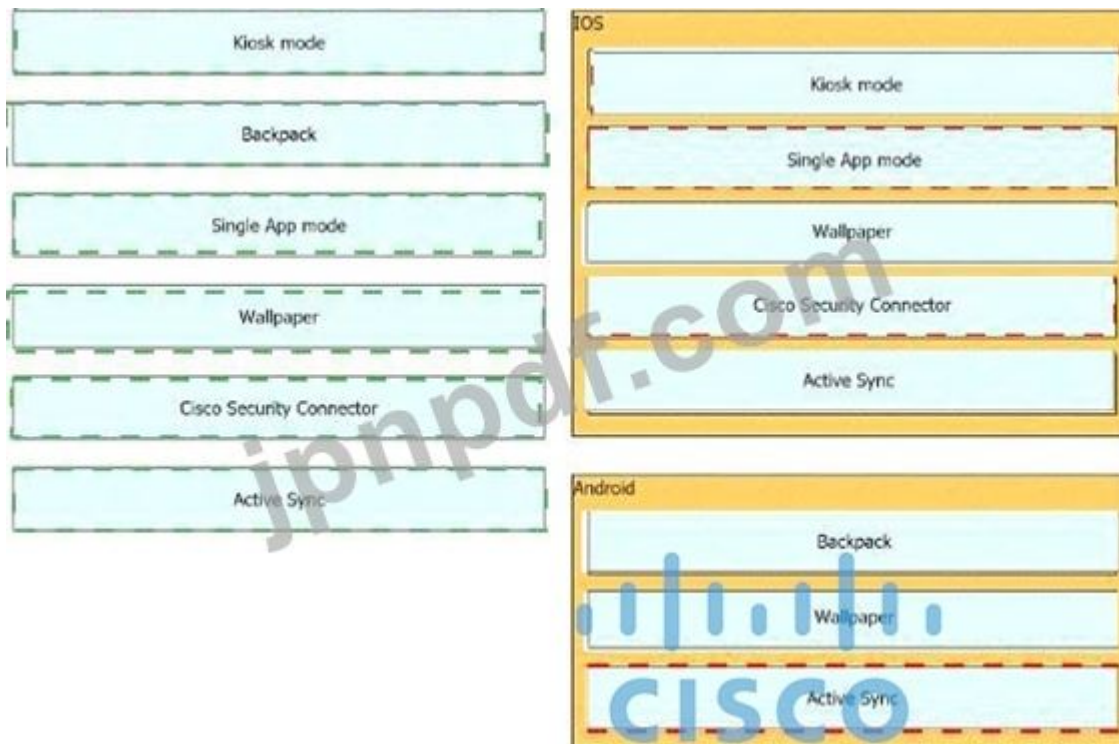 Kiosk mode
Backpack
Single App mode
Wallpaper
Cisco Security Connector
Active Sync
IOS
Kiosk mode
Single App mode
Wallpaper
Cisco Security Connector
Active Sync
Android
Backpack
Wallpaper
Active Sync
jpnpdf.com
CISCO